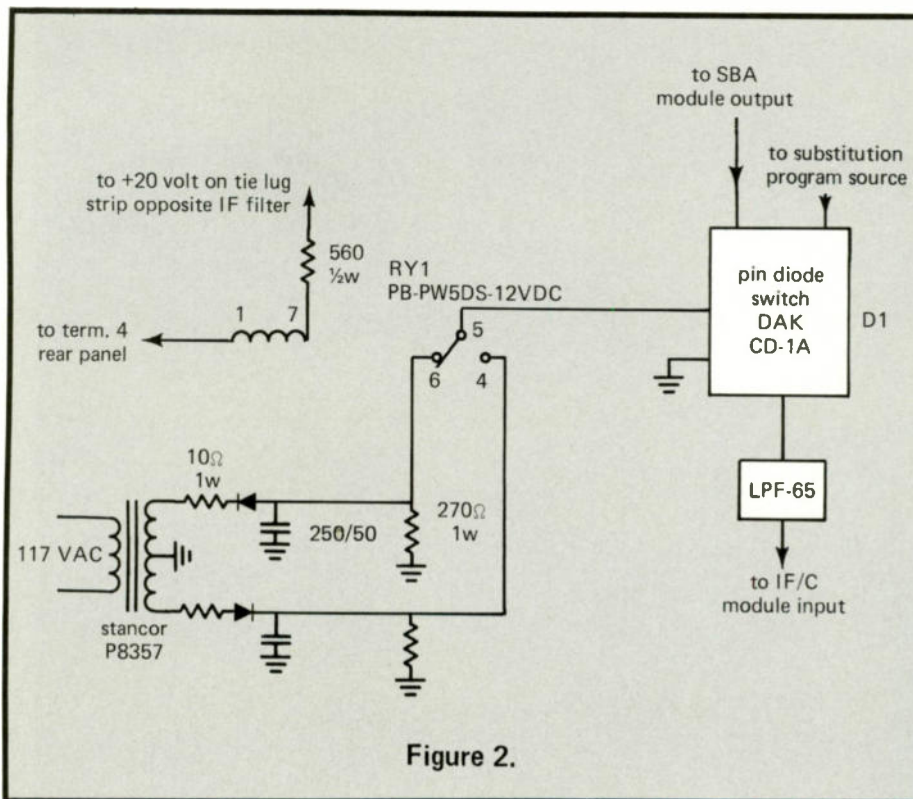 to SBA
module output
to substitution
program source
to +20 volt on tie lug
strip opposite IF filter
560
½w
RY1
PB-PW5DS-12VDC
1 7
to term. 4
rear panel
5
6 4
pin diode
switch
DAK
CD-1A
D1
10Ω
1w
250/50
270Ω
1w
LPF-65
117 VAC
to IF/C
module input
stancor
P8357
Figure 2.